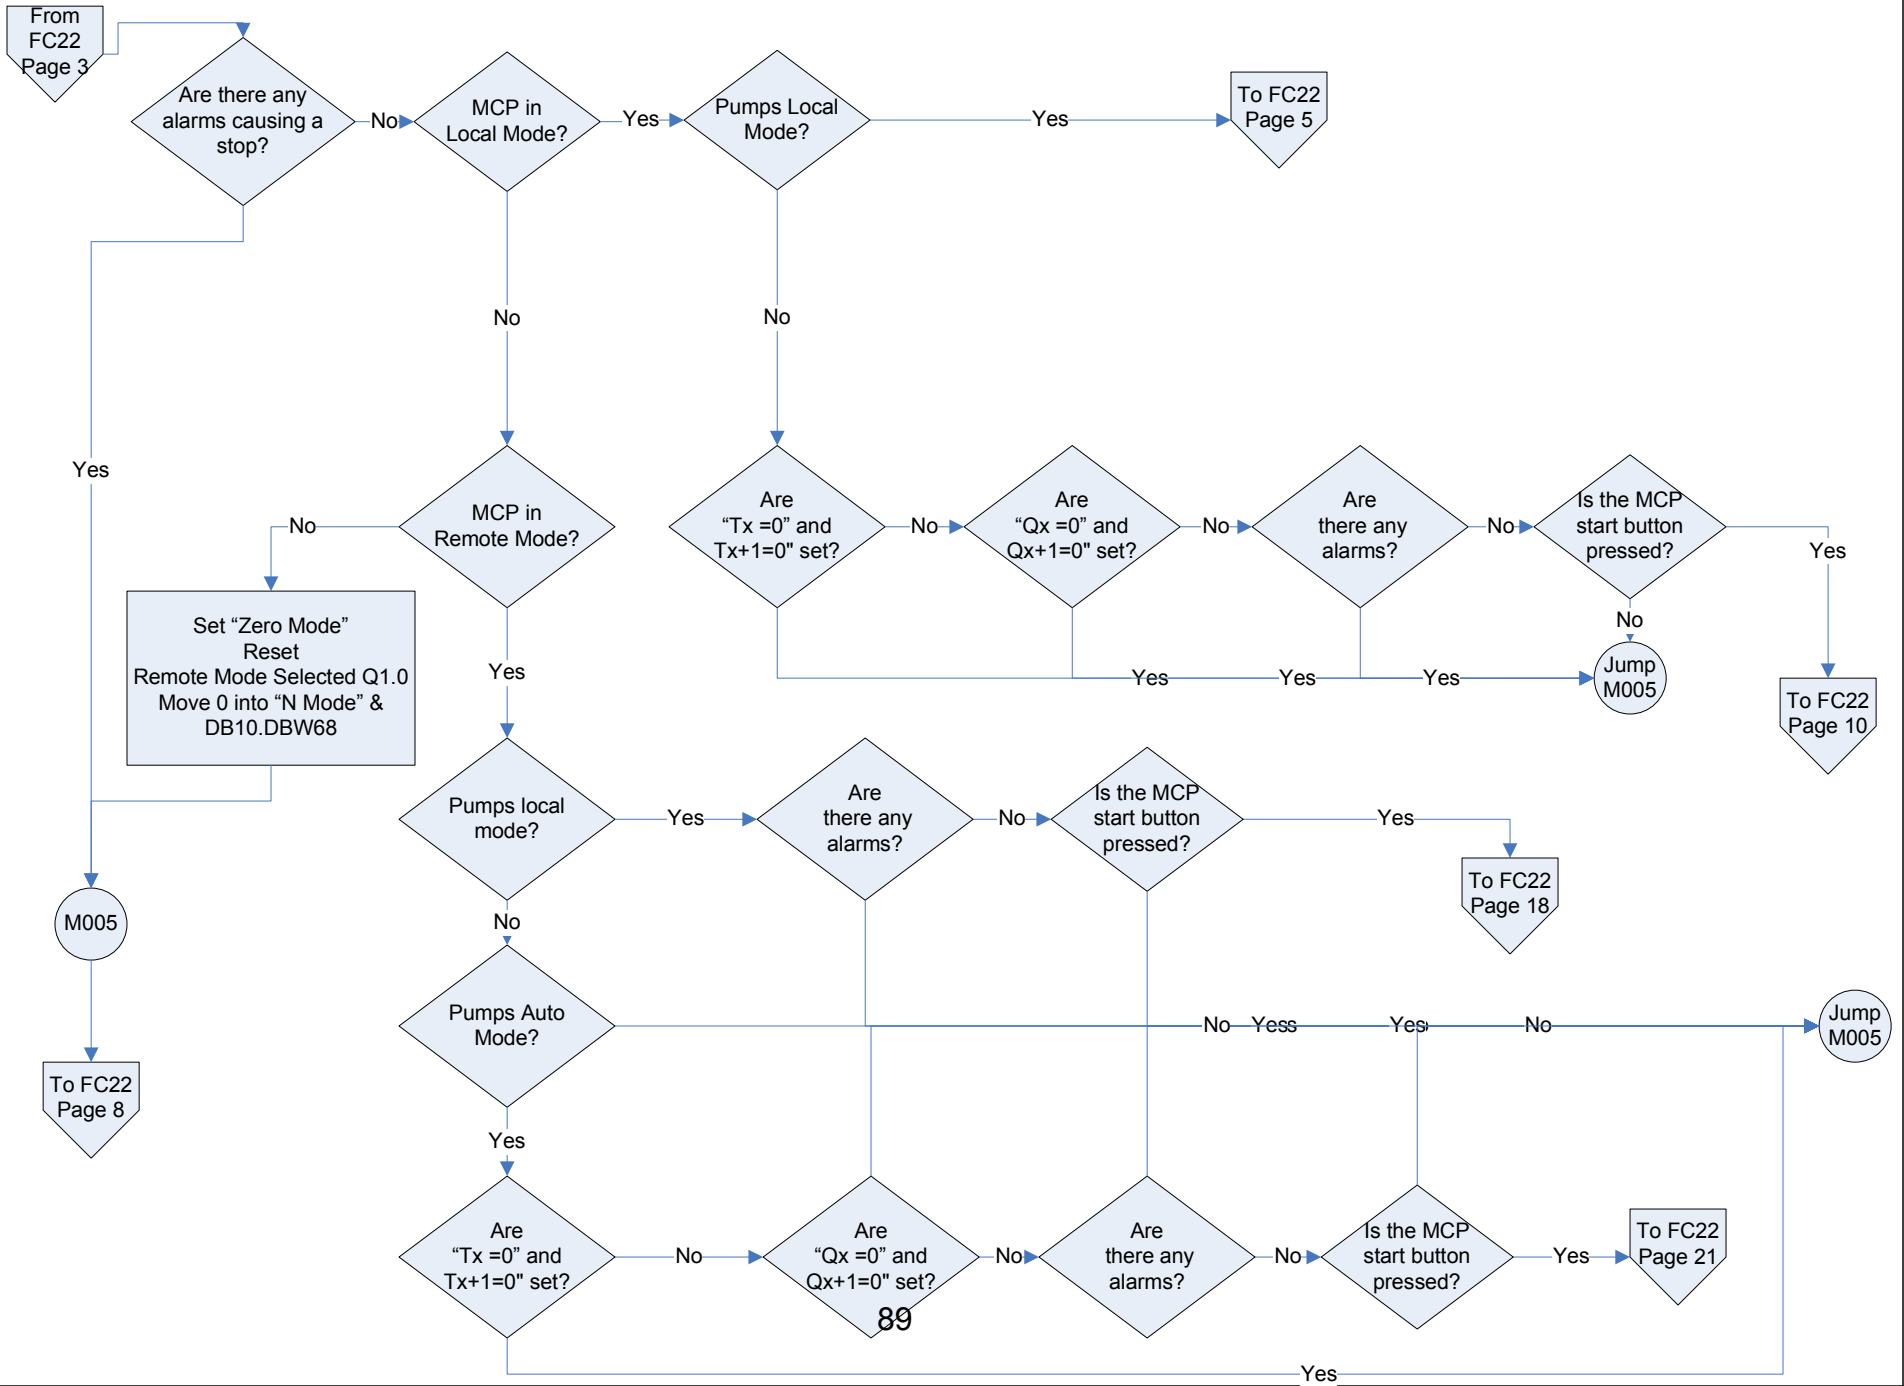 From
FC22
Page 3
Are there any
alarms causing a
stop?
No
MCP in
Local Mode?
Yes
Pumps Local
Mode?
Yes
To FC22
Page 5
No
No
Yes
MCP in
Remote Mode?
No
Are
“Tx =0” and
Tx+1=0" set?
No
Are
“Qx =0” and
Qx+1=0" set?
No
Are
there any
alarms?
No
Is the MCP
start button
pressed?
Yes
No
Set “Zero Mode”
Reset
Remote Mode Selected Q1.0
Move 0 into “N Mode” &
DB10.DBW68
Yes
Yes
Yes
Yes
Jump
M005
To FC22
Page 10
Pumps local
mode?
Yes
Are
there any
alarms?
No
Is the MCP
start button
pressed?
Yes
To FC22
Page 18
M005
No
Pumps Auto
Mode?
No
Yess
Yes
No
Jump
M005
To FC22
Page 8
Yes
Are
“Tx =0” and
Tx+1=0" set?
No
Are
“Qx =0” and
Qx+1=0" set?
No
Are
there any
alarms?
No
Is the MCP
start button
pressed?
Yes
To FC22
Page 21
89
Yes